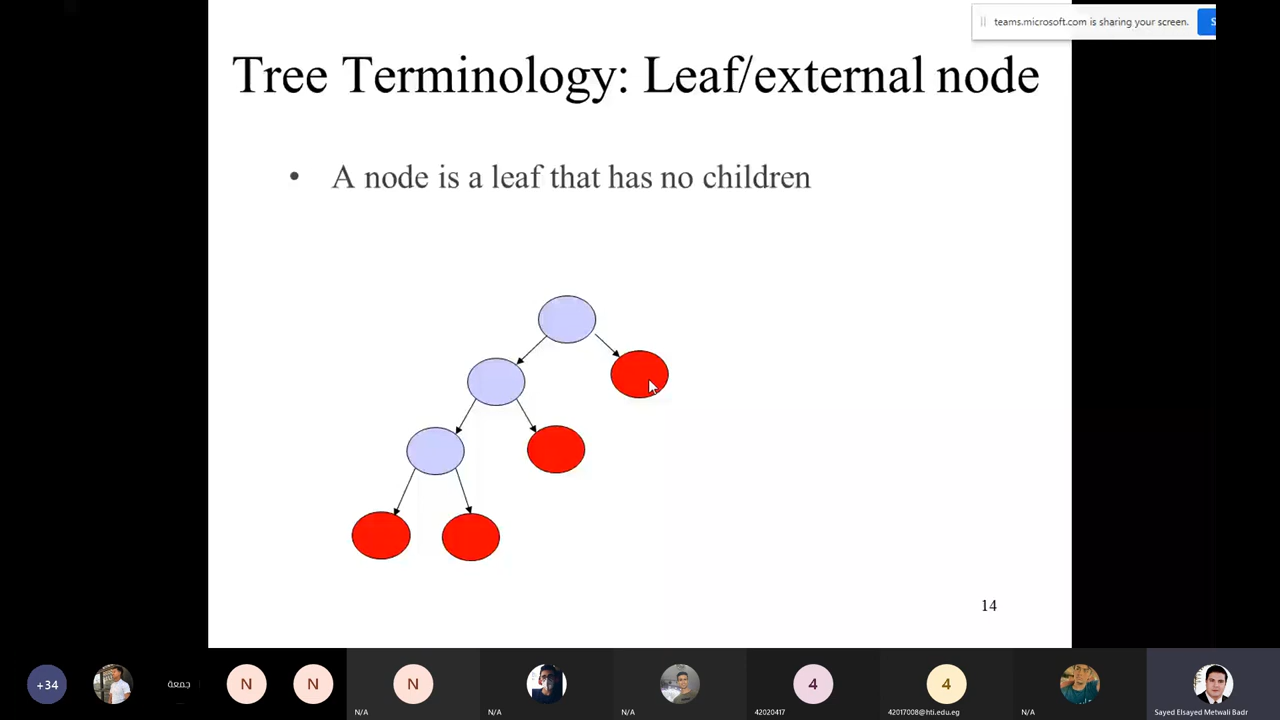 teams.microsoft.com is sharing your screen.
S
Tree Terminology: Leaf/external node
• A node is a leaf that has no children
14
+34
جمعة
N
N
N
4
4
N/A
N/A
N/A
42020417
42017008@hti.edu.eg
N/A
Sayed Elsayed Metwali Badr